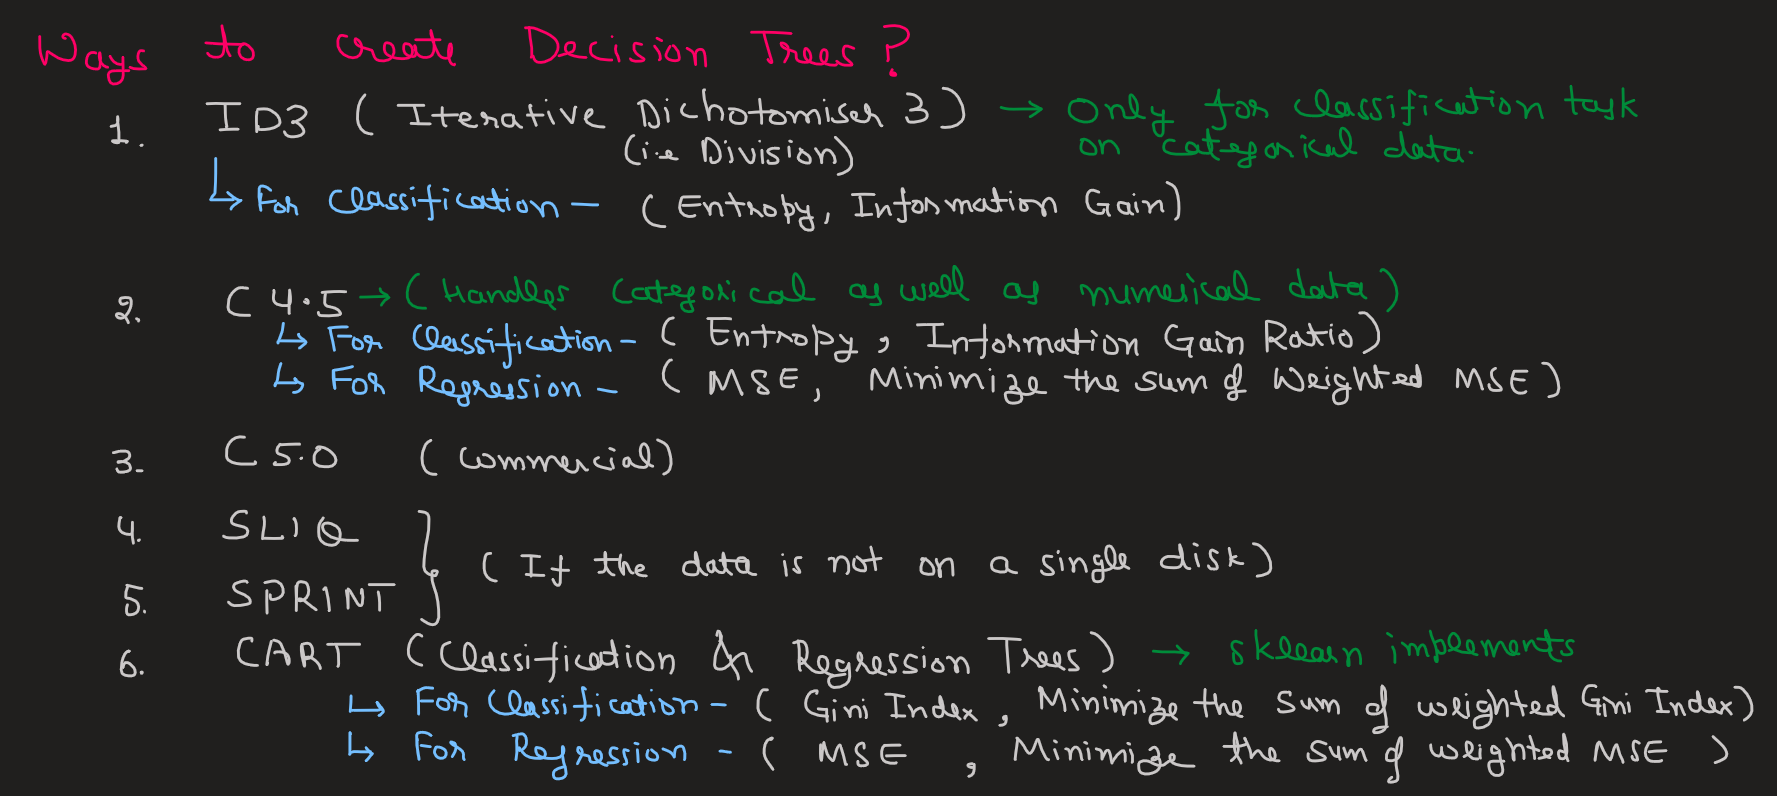 Ways to create Decision Trees?
1. ID3 (Iterative Dichotomiser 3) → Only for classification task
(i.e Division) on categorical data.
↳ For Classification - (Entropy, Information Gain)
2. C 4.5 → (Handles Categorical as well as numerical data)
↳ For Classification - (Entropy, Information Gain Ratio)
↳ For Regression - (MSE, Minimize the sum of Weighted MSE)
3. C 5.0 (Commercial)
4. SLIQ
(If the data is not on a single disk)
5. SPRINT
6. CART (Classification & Regression Trees) → sklearn implements
↳ For Classification - (Gini Index, Minimize the sum of weighted Gini Index)
↳ For Regression - (MSE, Minimize the sum of weighted MSE)